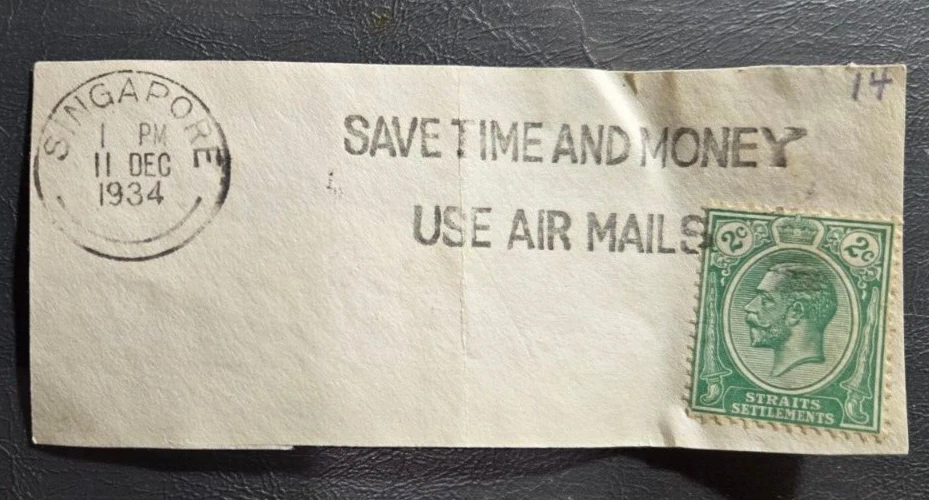 SINGAPORE
1 PM
11 DEC
1934
SAVE TIME AND MONEY
USE AIR MAILS
14
2c 2c
STRAITS
SETTLEMENTS